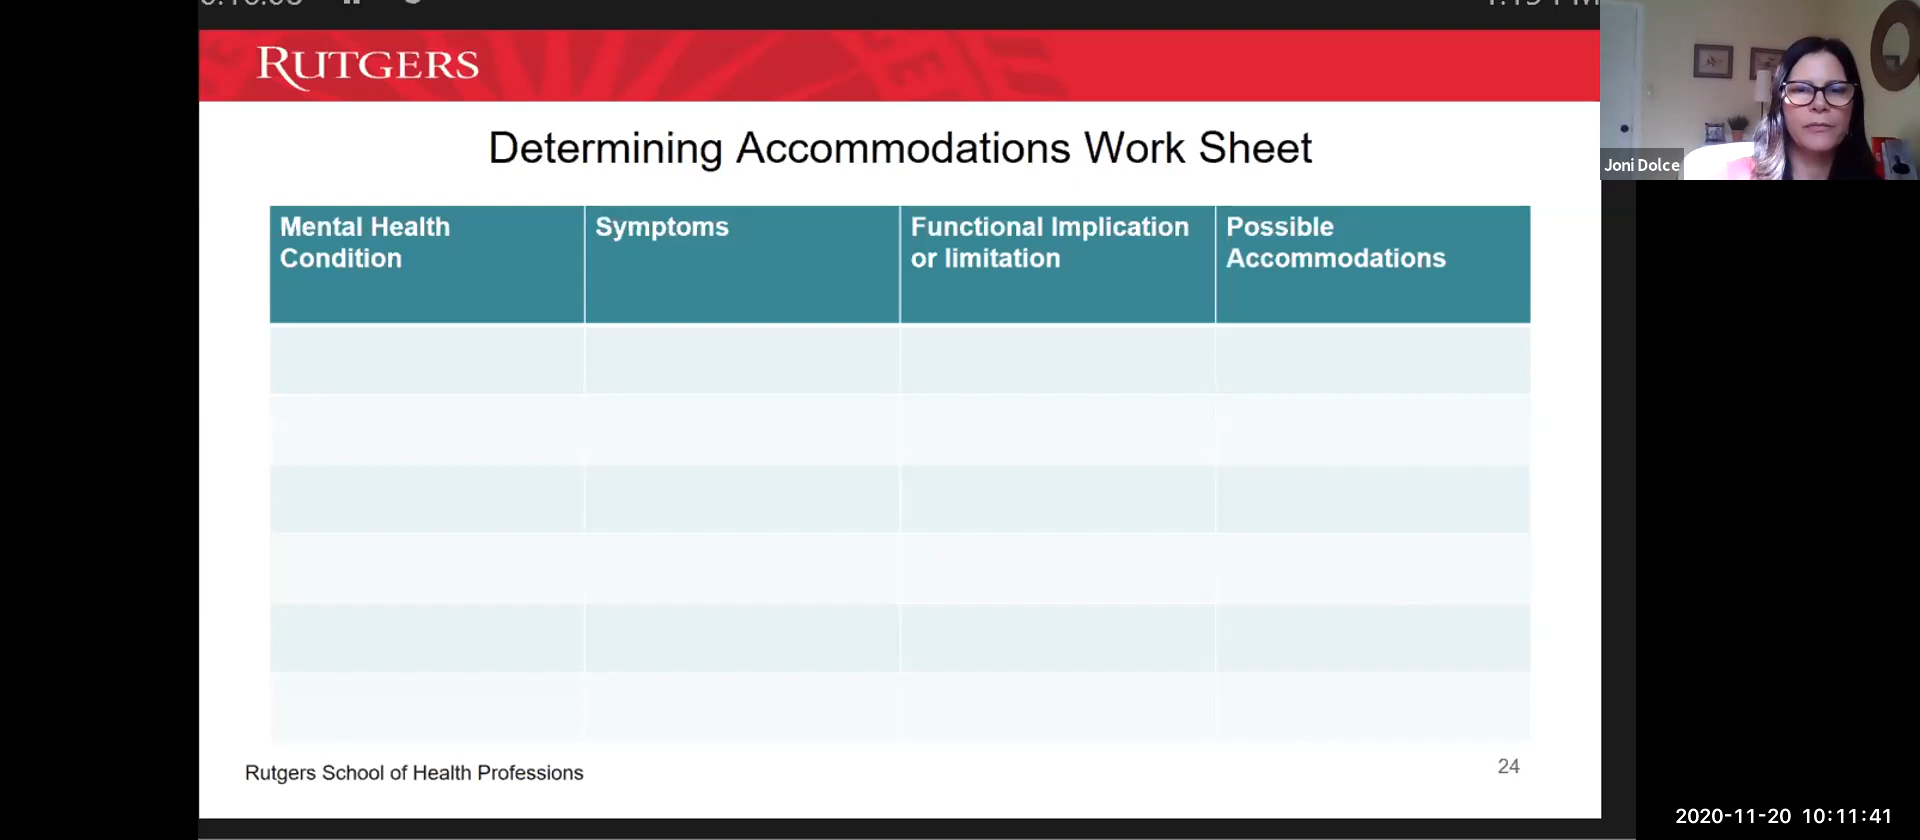 RUTGERS
Determining Accommodations Work Sheet
Mental Health
Condition
Symptoms
Functional Implication
or limitation
Possible
Accommodations
Rutgers School of Health Professions
24
Joni Dolce
2020-11-20 10:11:41